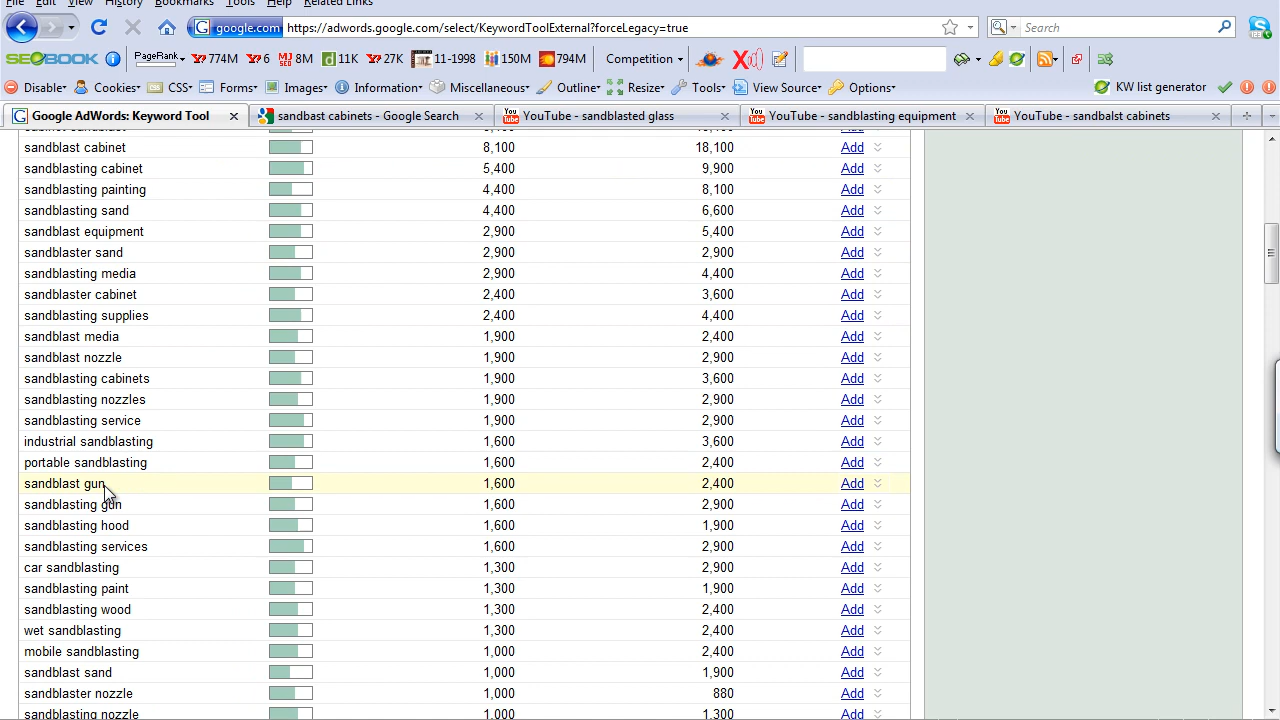 File Edit View History Bookmarks Tools Help Related Links
G google.com https://adwords.google.com/select/KeywordToolExternal?forceLegacy=true Search
SEOBOOK PageRank 774M 6 8M 11K 27K 11-1998 150M 794M Competition
Disable Cookies CSS Forms Images Information Miscellaneous Outline Resize Tools View Source Options KW list generator
Google AdWords: Keyword Tool sandbast cabinets - Google Search YouTube - sandblasted glass YouTube - sandblasting equipment YouTube - sandbalst cabinets
sandblast cabinet 8,100 18,100 Add
sandblasting cabinet 5,400 9,900 Add
sandblasting painting 4,400 8,100 Add
sandblasting sand 4,400 6,600 Add
sandblast equipment 2,900 5,400 Add
sandblaster sand 2,900 2,900 Add
sandblasting media 2,900 4,400 Add
sandblaster cabinet 2,400 3,600 Add
sandblasting supplies 2,400 4,400 Add
sandblast media 1,900 2,400 Add
sandblast nozzle 1,900 2,900 Add
sandblasting cabinets 1,900 3,600 Add
sandblasting nozzles 1,900 2,900 Add
sandblasting service 1,900 2,900 Add
industrial sandblasting 1,600 3,600 Add
portable sandblasting 1,600 2,400 Add
sandblast gun 1,600 2,400 Add
sandblasting gun 1,600 2,900 Add
sandblasting hood 1,600 1,900 Add
sandblasting services 1,600 2,900 Add
car sandblasting 1,300 2,900 Add
sandblasting paint 1,300 1,900 Add
sandblasting wood 1,300 2,400 Add
wet sandblasting 1,300 2,400 Add
mobile sandblasting 1,000 2,400 Add
sandblast sand 1,000 1,900 Add
sandblaster nozzle 1,000 880 Add
sandblasting nozzle 1,000 1,300 Add